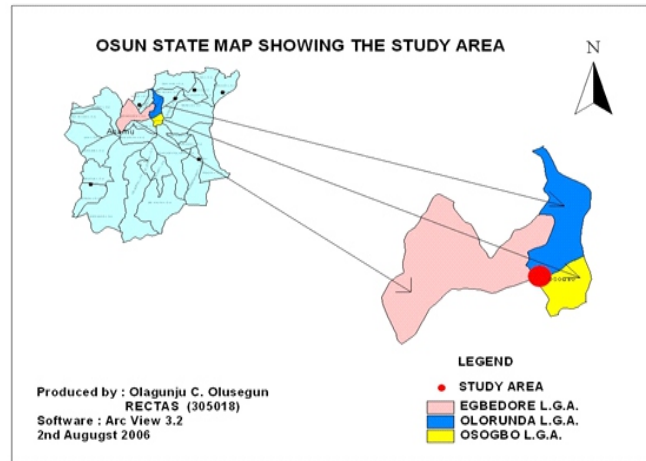 OSUN STATE MAP SHOWING THE STUDY AREA
N
LEGEND
STUDY AREA
EGBEDORE L.G.A.
OLORUNDA L.G.A.
OSOGBO L.G.A.
Produced by : Olagunju C. Olusegun
RECTAS (305018)
Software : Arc View 3.2
2nd Augugst 2006